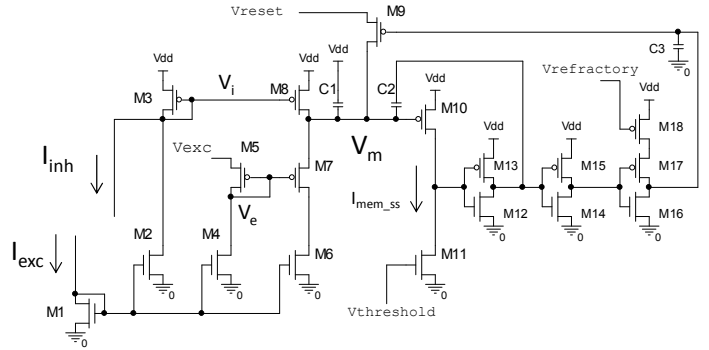 Vreset
M9
Vdd
Vdd
Vdd
C3
0
M3
Vi
M8
C1
C2
Vdd
M10
Vrefractory
Vdd
M18
Vdd
Vdd
Vexc
M5
Vm
M13
M15
M17
Iinh
M7
Ve
Imem_ss
M12
M14
M16
0
0
0
Iexc
M2
M4
M6
M11
0
0
0
0
M1
Vthreshold
0